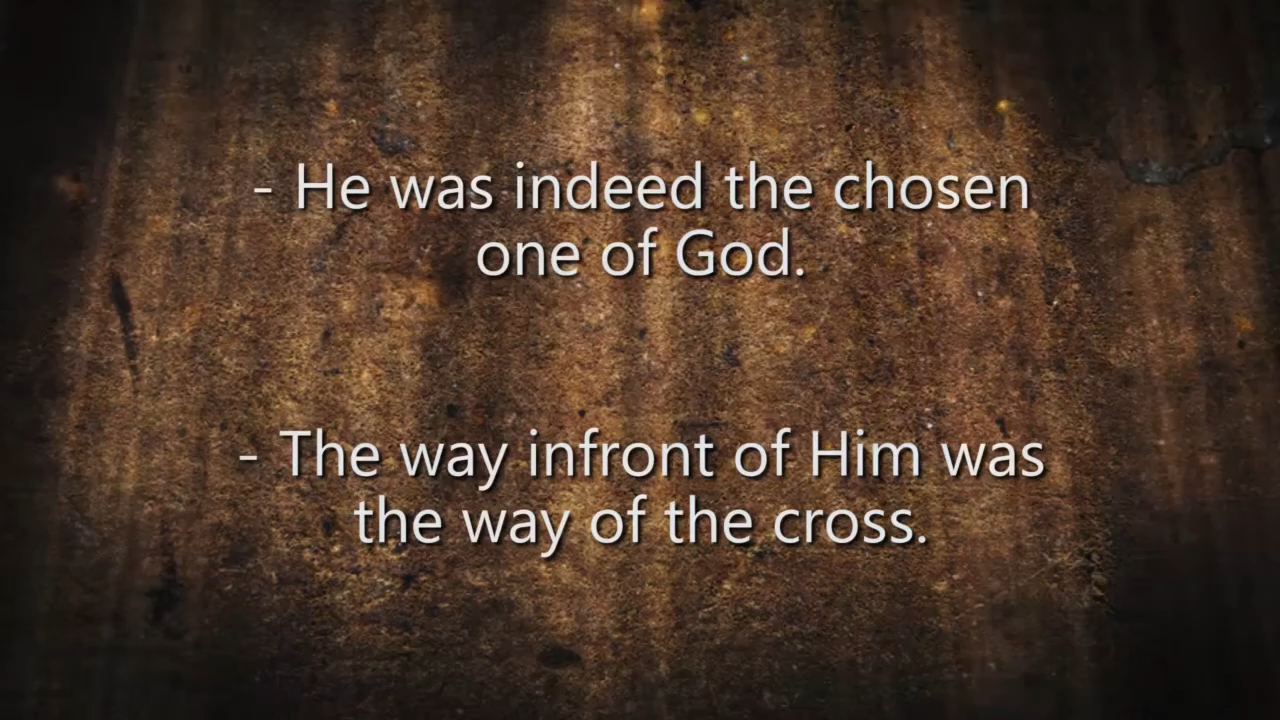 - He was indeed the chosen
one of God.
- The way infront of Him was
the way of the cross.